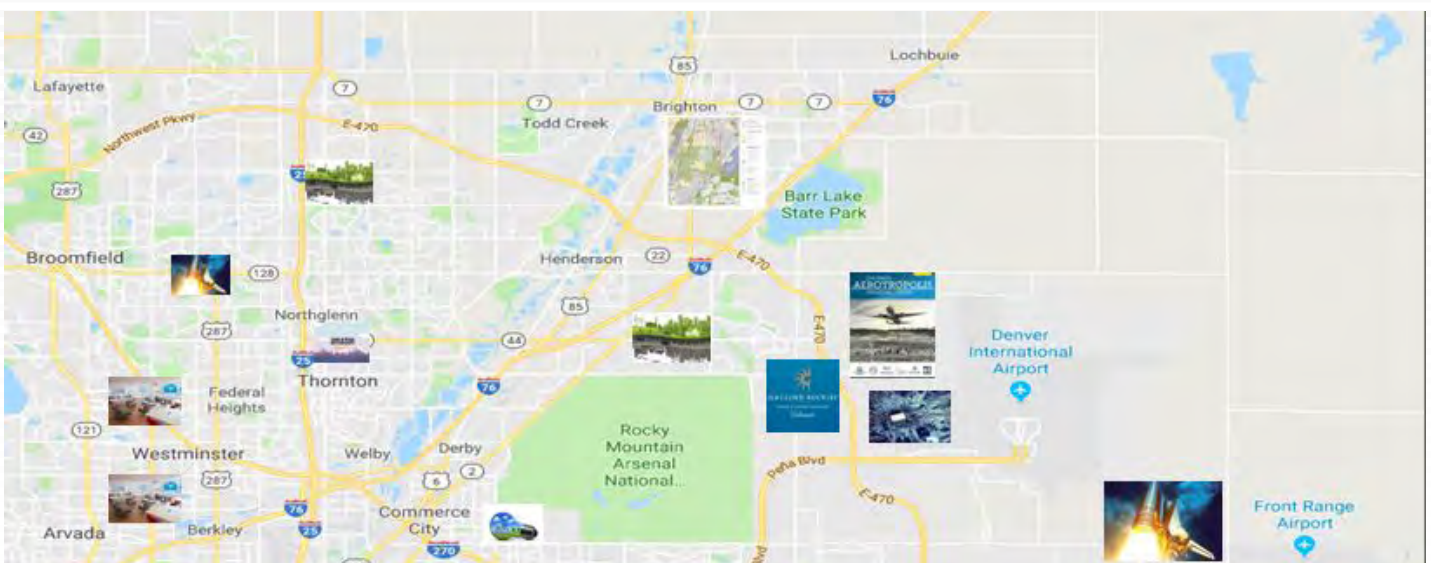 Lochbuie
85
Lafayette
7
7
Brighton
7
7
76
E-470
Todd Creek
Northwest Pkwy
42
287
Barr Lake
State Park
Broomfield
128
Henderson
22
76
E-470
85
AEROTROPOLIS
Northglenn
287
E-470
Denver
International
Airport
amazon
44
25
Thornton
76
Federal
Heights
121
Rocky
Mountain
Arsenal
National...
Westminster
Welby
Derby
2
Peña Blvd
287
6
E-470
76
Commerce
City
Front Range
Airport
Arvada
Berkley
25
270